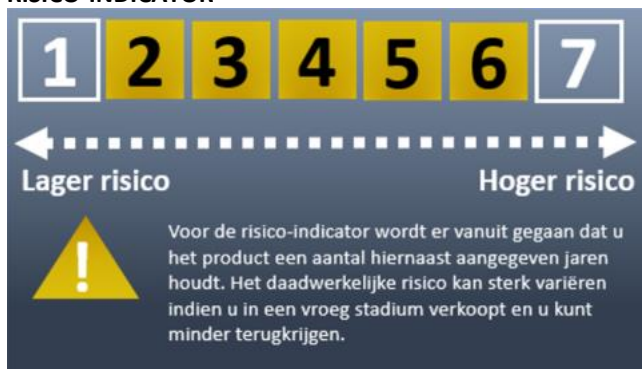 RISICO-INDICATOR
1 2 3 4 5 6 7
Lager risico Hoger risico
!
Voor de risico-indicator wordt er vanuit gegaan dat u
het product een aantal hiernaast aangegeven jaren
houdt. Het daadwerkelijke risico kan sterk variëren
indien u in een vroeg stadium verkoopt en u kunt
minder terugkrijgen.